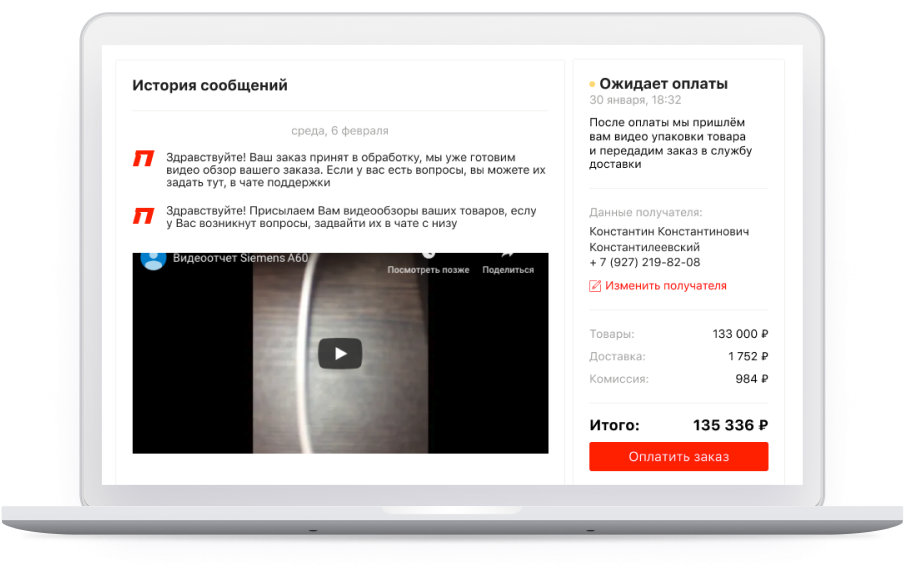 История сообщений
среда, 6 февраля
П
Здравствуйте! Ваш заказ принят в обработку, мы уже готовим
видео обзор вашего заказа. Если у вас есть вопросы, вы можете их
задать тут, в чате поддержки
П
Здравствуйте! Присылаем Вам видеообзоры ваших товаров, еслу
у Вас возникнут вопросы, задвайти их в чате с низу
Видеоотчет Siemens A60
Посмотреть позже
Поделиться
Ожидает оплаты
30 января, 18:32
После оплаты мы пришлём
вам видео упаковки товара
и передадим заказ в службу
доставки
Данные получателя:
Константин Константинович
Константилеевский
+ 7 (927) 219-82-08
Изменить получателя
Товары: 133 000 ₽
Доставка: 1 752 ₽
Комиссия: 984 ₽
Итого: 135 336 ₽
Оплатить заказ